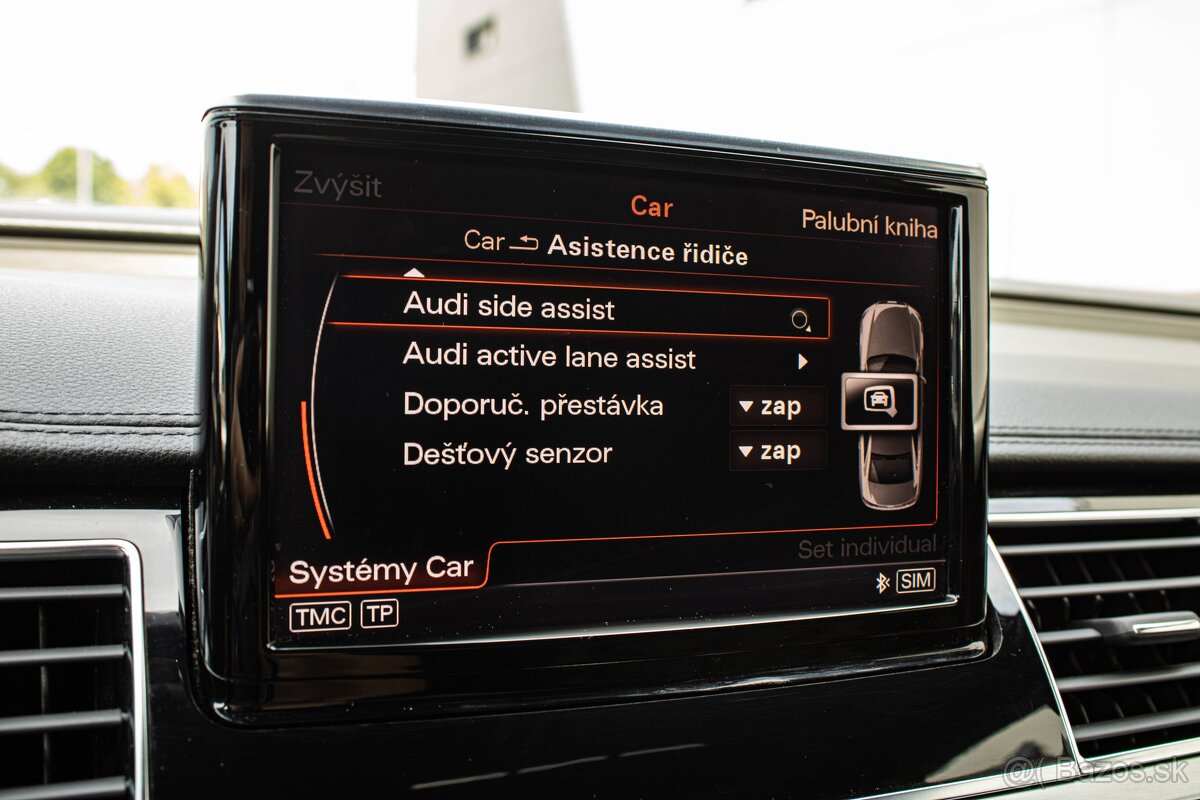 Zvýšit
Car
Palubní kniha
Car Asistence řidiče
Audi side assist
Audi active lane assist
Doporuč. přestávka zap
Dešťový senzor zap
Set individual
Systémy Car
SIM
TMC TP
Bazos.sk